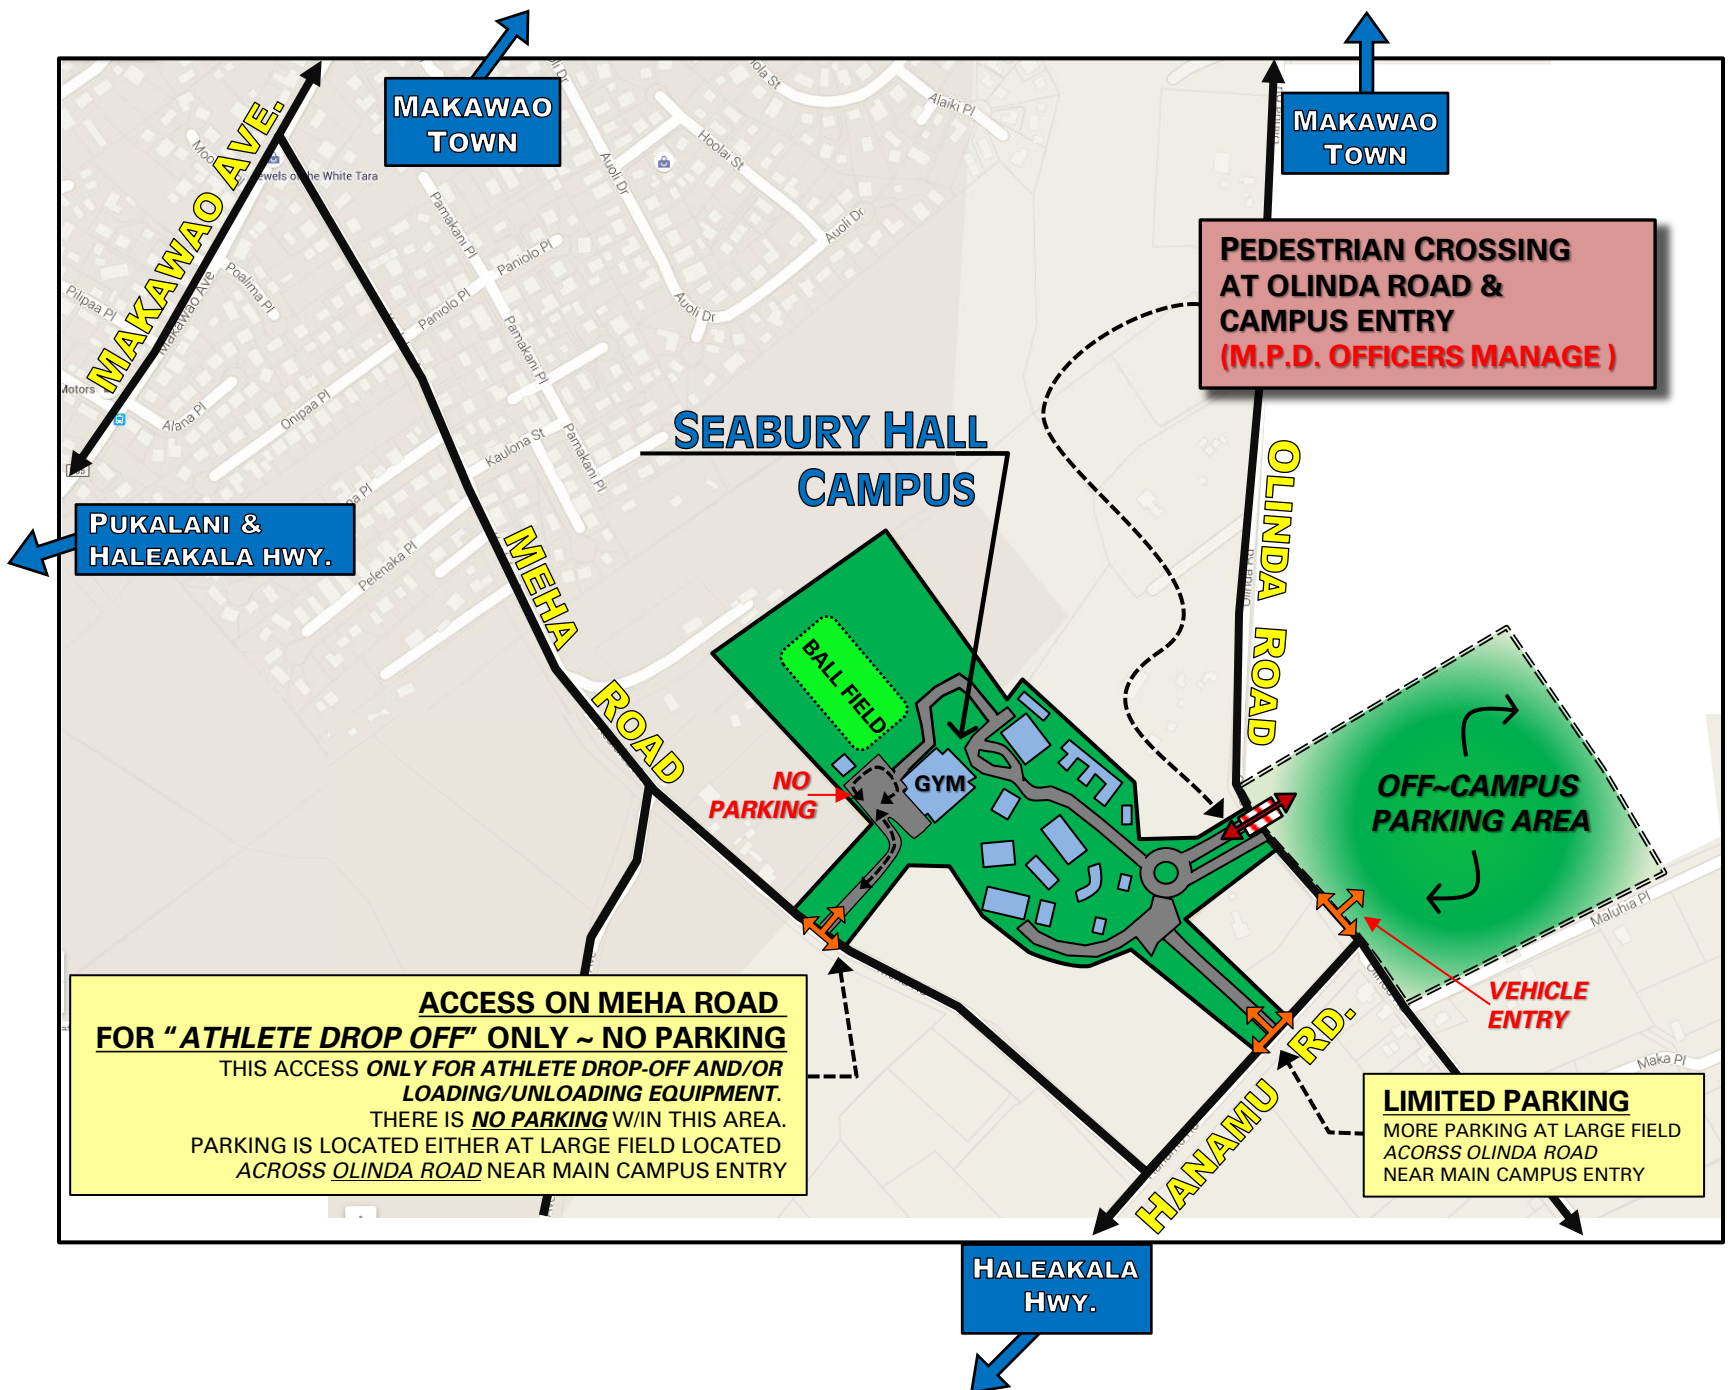 MAKAWAO
TOWN
MAKAWAO
TOWN
MAKAWAO AVE.
PUKALANI &
HALEAKALA HWY.
PEDESTRIAN CROSSING
AT OLINDA ROAD &
CAMPUS ENTRY
(M.P.D. OFFICERS MANAGE )
SEABURY HALL
CAMPUS
MEHA
ROAD
OLINDA ROAD
BALL FIELD
GYM
NO
PARKING
OFF~CAMPUS
PARKING AREA
VEHICLE
ENTRY
HANAMU RD.
ACCESS ON MEHA ROAD
FOR "ATHLETE DROP OFF" ONLY ~ NO PARKING
THIS ACCESS ONLY FOR ATHLETE DROP-OFF AND/OR
LOADING/UNLOADING EQUIPMENT.
THERE IS NO PARKING W/IN THIS AREA.
PARKING IS LOCATED EITHER AT LARGE FIELD LOCATED
ACROSS OLINDA ROAD NEAR MAIN CAMPUS ENTRY
LIMITED PARKING
MORE PARKING AT LARGE FIELD
ACORSS OLINDA ROAD
NEAR MAIN CAMPUS ENTRY
HALEAKALA
HWY.
Alaiki Pl
Hoolai St
Auoli Dr
Auoli Dr
Auoli Dr
of the White Tara
Pamakani Pl
Paniolo Pl
Paniolo Pl
Pamakani Pl
Pamakani Pl
Poalima Pl
Pilipaa Pl
Makawao Ave
Motors
Alana Pl
Onipaa Pl
Kaulona St
Pelenaka Pl
Olinda Rd
Maluhia Pl
Maka Pl